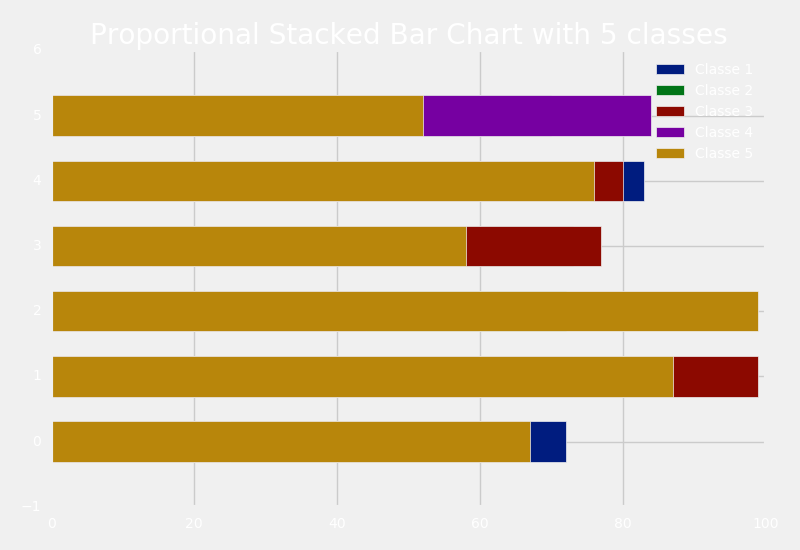 Proportional Stacked Bar Chart with 5 classes
6
5
4
3
2
1
0
−1
Classe 1
Classe 2
Classe 3
Classe 4
Classe 5
0 20 40 60 80 100